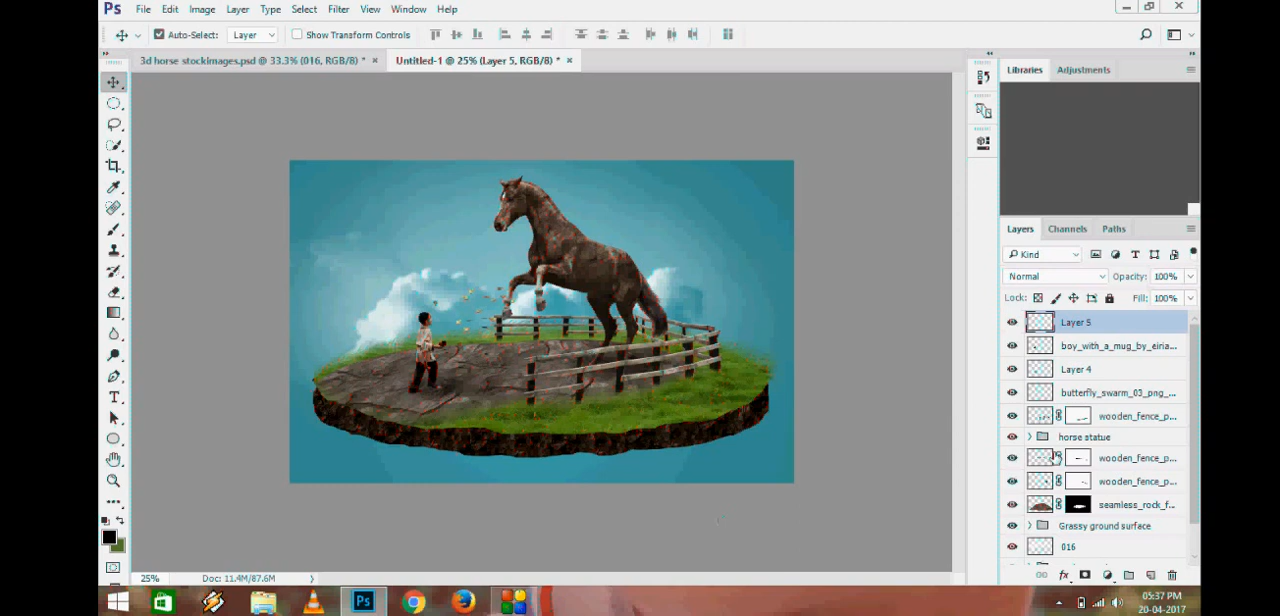 Ps File Edit Image Layer Type Select Filter View Window Help
Auto-Select: Layer Show Transform Controls
3d horse stockimages.psd @ 33.3% (016, RGB/8) * × Untitled-1 @ 25% (Layer 5, RGB/8) * ×
Libraries Adjustments
Layers Channels Paths
Kind
Normal Opacity: 100%
Lock: Fill: 100%
Layer 5
boy_with_a_mug_by_eiria...
Layer 4
butterfly_swarm_03_png_...
wooden_fence_p...
horse statue
wooden_fence_p...
wooden_fence_p...
seamless_rock_f...
Grassy ground surface
016
25% Doc: 11.4M/87.6M
Ps
05:37 PM
20-04-2017